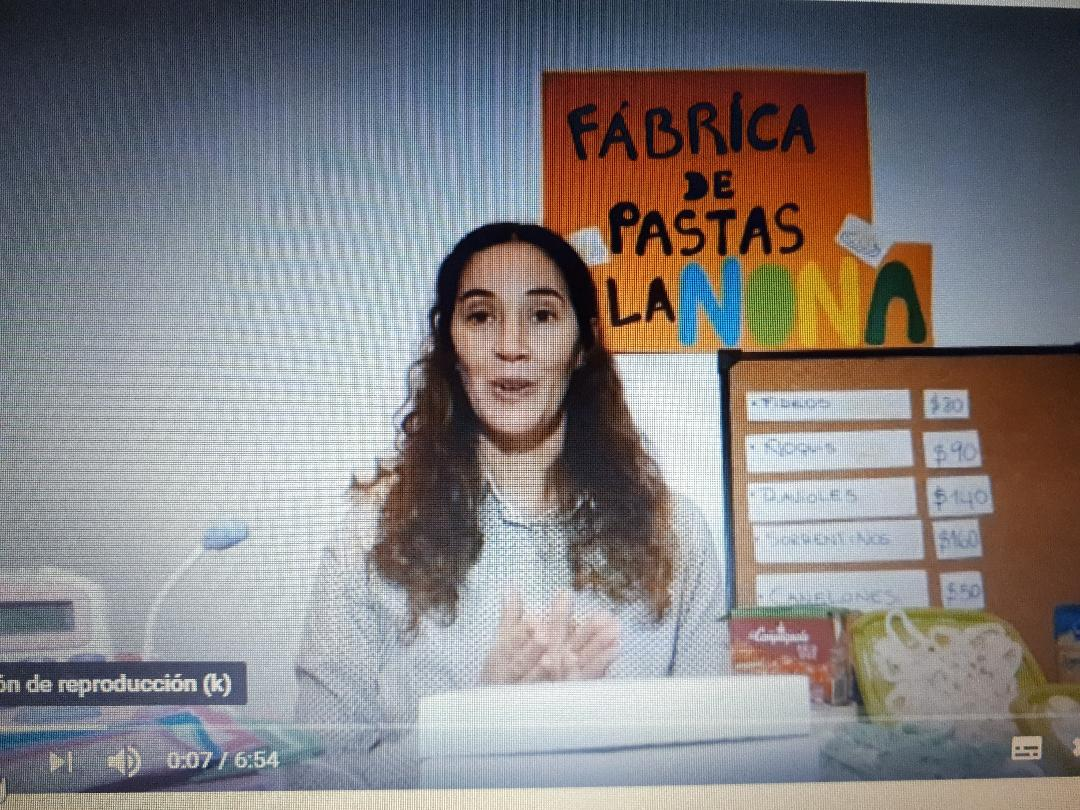 FÁBRICA
DE
PASTAS
LA NONA
• FIDEOS $80
• ÑOQUIS $90
• RAVIOLES $140
• SORRENTINOS $160
• CANELONES $50
ón de reproducción (k)
0:07 / 6:54